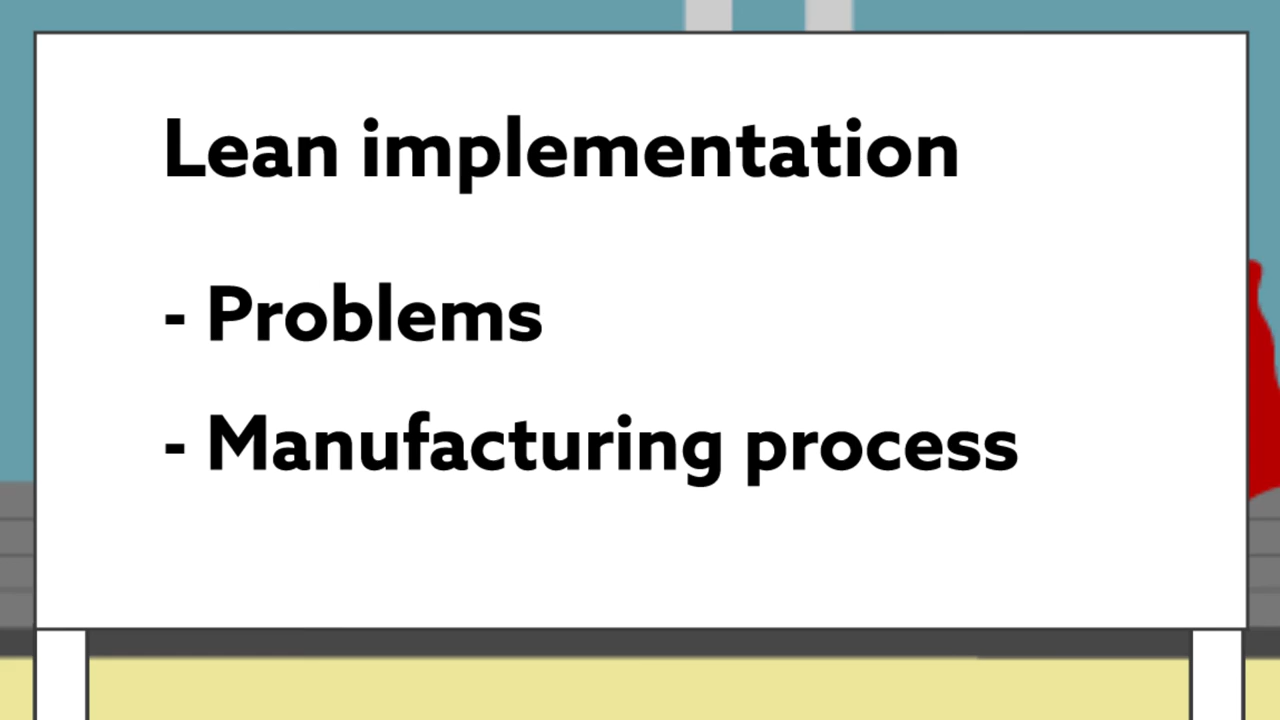 Lean implementation
- Problems
- Manufacturing process